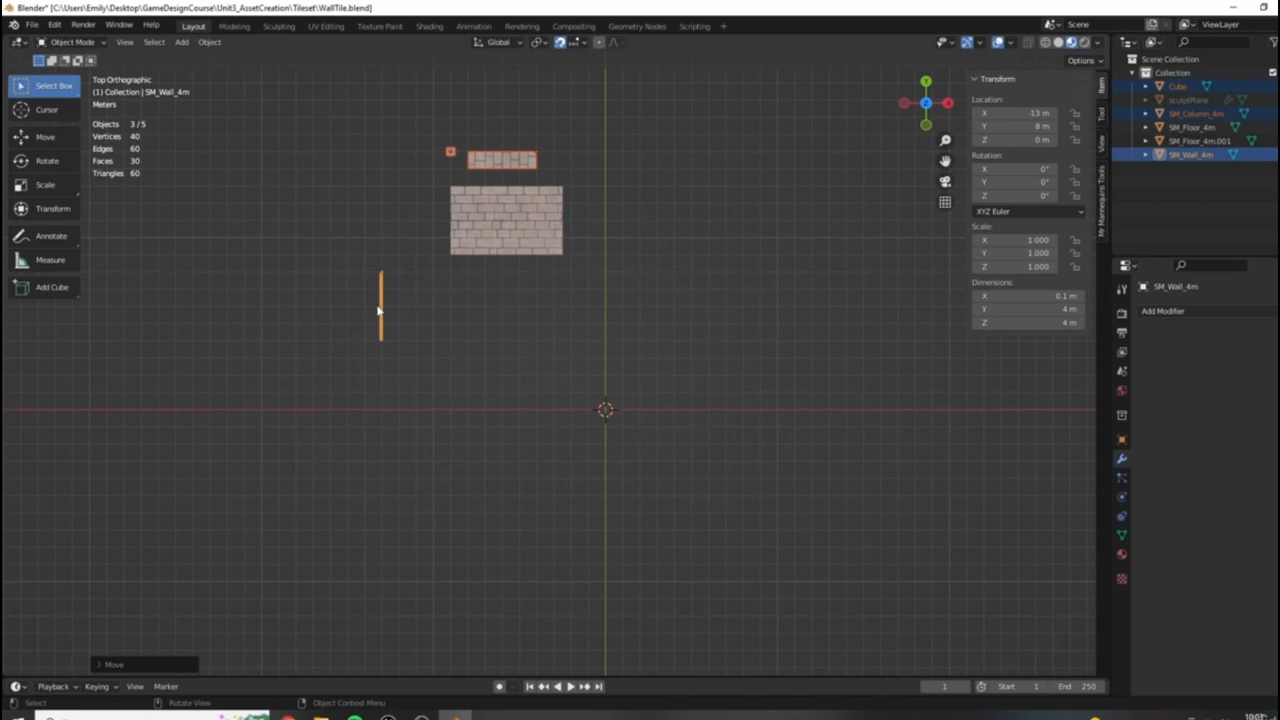 Blender* [C:\Users\Emily\Desktop\GameDesignCourse\Unit3_AssetCreation\Tileset\WallTile.blend]
File Edit Render Window Help Layout Modeling Sculpting UV Editing Texture Paint Shading Animation Rendering Compositing Geometry Nodes Scripting + Scene ViewLayer
Object Mode View Select Add Object Global
Options
Select Box
Cursor
Move
Rotate
Scale
Transform
Annotate
Measure
Add Cube
Top Orthographic
(1) Collection | SM_Wall_4m
Meters
Objects 3 / 5
Vertices 40
Edges 60
Faces 30
Triangles 60
Z
X
Y
Transform
Location:
X -13 m
Y 8 m
Z 0 m
Rotation:
X 0°
Y 0°
Z 0°
XYZ Euler
Scale:
X 1.000
Y 1.000
Z 1.000
Dimensions:
X 0.1 m
Y 4 m
Z 4 m
Item
Tool
View
Mr Mannequins Tools
Scene Collection
Collection
Cube
sculptPlane
SM_Column_4m
SM_Floor_4m
SM_Floor_4m.001
SM_Wall_4m
SM_Wall_4m
Add Modifier
> Move
Playback Keying View Marker 1 Start 1 End 250
Select Rotate View Object Context Menu